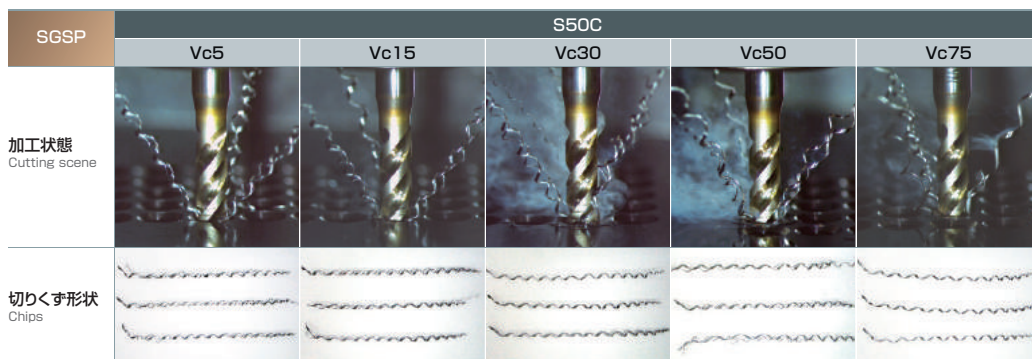 SGSP
S50C
Vc5
Vc15
Vc30
Vc50
Vc75
加工状態
Cutting scene
切りくず形状
Chips